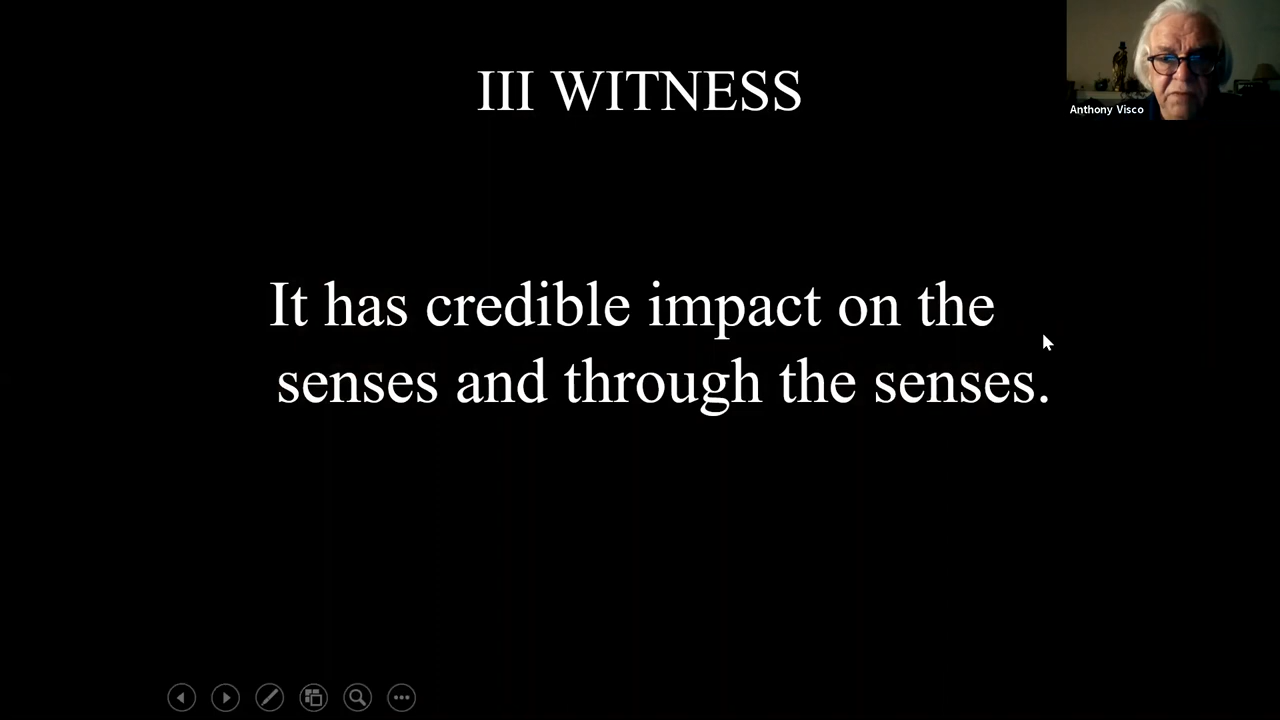 III WITNESS
Anthony Visco
It has credible impact on the
senses and through the senses.